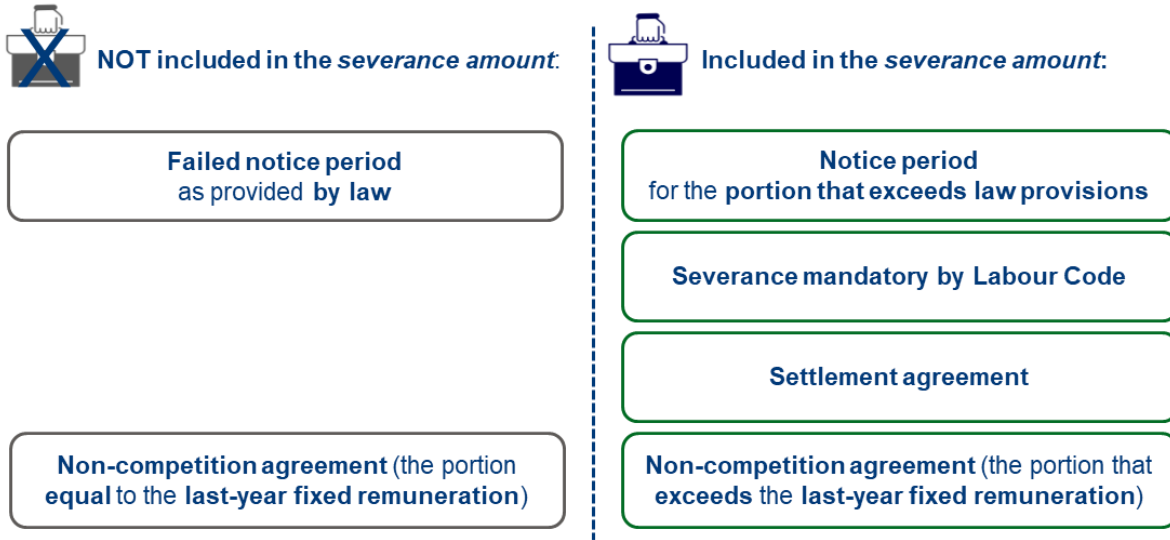 NOT included in the severance amount:
Failed notice period
as provided by law
Non-competition agreement (the portion
equal to the last-year fixed remuneration)
Included in the severance amount:
Notice period
for the portion that exceeds law provisions
Severance mandatory by Labour Code
Settlement agreement
Non-competition agreement (the portion that
exceeds the last-year fixed remuneration)